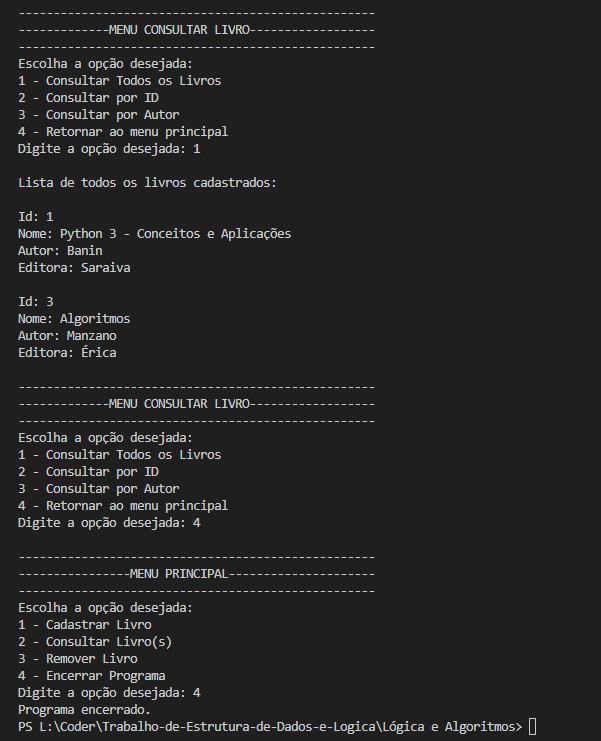 ---------------------------------------------------
-------------MENU CONSULTAR LIVRO------------------
---------------------------------------------------
Escolha a opção desejada:
1 - Consultar Todos os Livros
2 - Consultar por ID
3 - Consultar por Autor
4 - Retornar ao menu principal
Digite a opção desejada: 1
Lista de todos os livros cadastrados:
Id: 1
Nome: Python 3 - Conceitos e Aplicações
Autor: Banin
Editora: Saraiva
Id: 3
Nome: Algoritmos
Autor: Manzano
Editora: Érica
---------------------------------------------------
-------------MENU CONSULTAR LIVRO------------------
---------------------------------------------------
Escolha a opção desejada:
1 - Consultar Todos os Livros
2 - Consultar por ID
3 - Consultar por Autor
4 - Retornar ao menu principal
Digite a opção desejada: 4
---------------------------------------------------
----------------MENU PRINCIPAL---------------------
---------------------------------------------------
Escolha a opção desejada:
1 - Cadastrar Livro
2 - Consultar Livro(s)
3 - Remover Livro
4 - Encerrar Programa
Digite a opção desejada: 4
Programa encerrado.
PS L:\Coder\Trabalho-de-Estrutura-de-Dados-e-Logica\Lógica e Algoritmos>